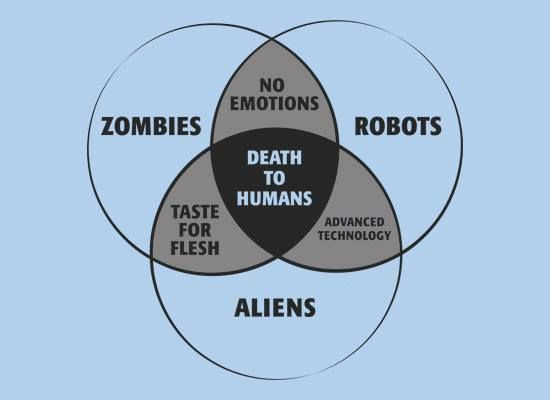 NO
EMOTIONS
ZOMBIES
ROBOTS
DEATH
TO
HUMANS
TASTE
FOR
FLESH
ADVANCED
TECHNOLOGY
ALIENS